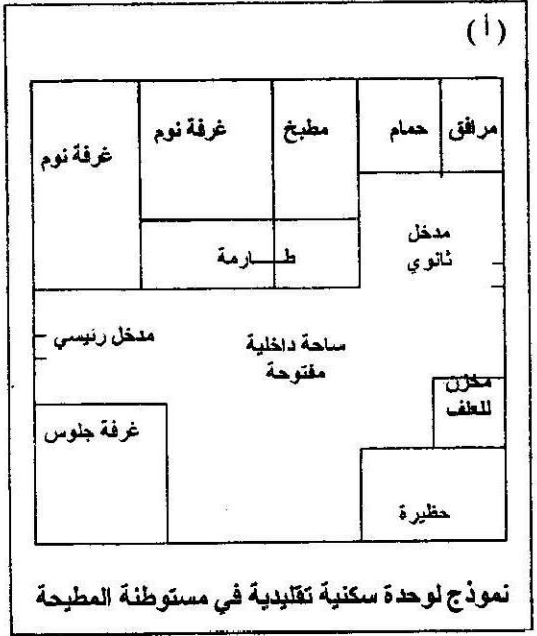 (أ)
مرافق
حمام
مطبخ
غرفة نوم
غرفة نوم
مدخل
ثانوي
طـــارمة
مدخل رئيسي
ساحة داخلية
مفتوحة
مخزن
للعلف
غرفة جلوس
حظيرة
نموذج لوحدة سكنية تقليدية في مستوطنة المطيحة